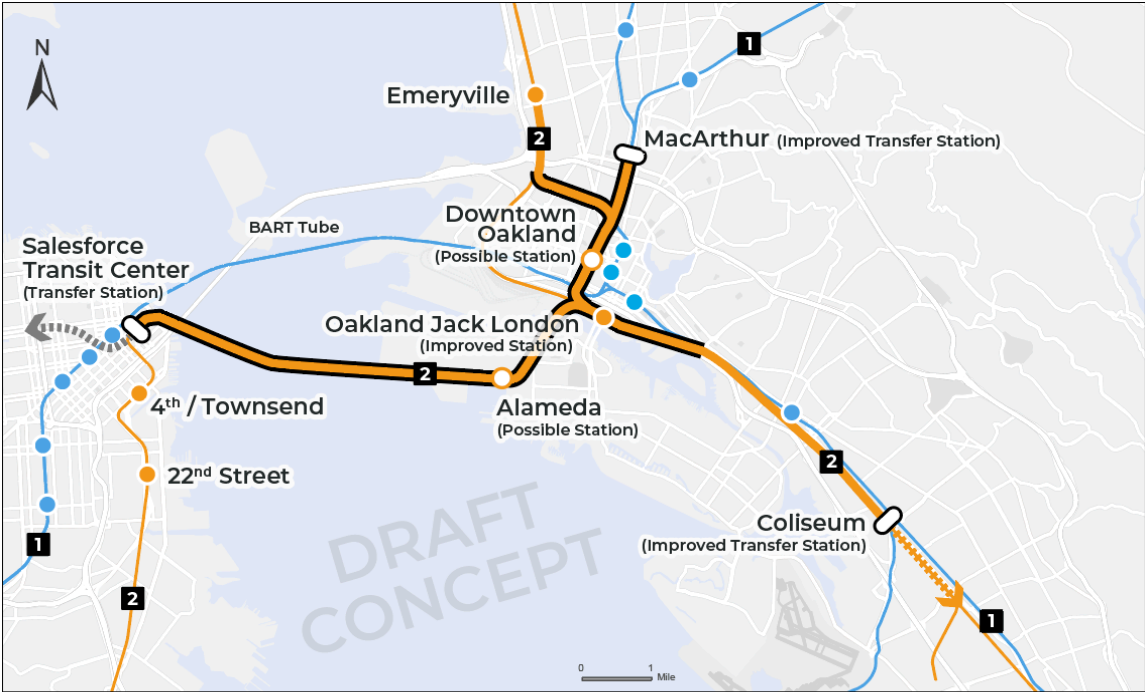 N
1
Emeryville
2
MacArthur (Improved Transfer Station)
Downtown
Oakland
(Possible Station)
BART Tube
Salesforce
Transit Center
(Transfer Station)
Oakland Jack London
(Improved Station)
2
4th / Townsend
Alameda
(Possible Station)
22nd Street
2
DRAFT
CONCEPT
Coliseum
(Improved Transfer Station)
1
2
1
0 1
Mile